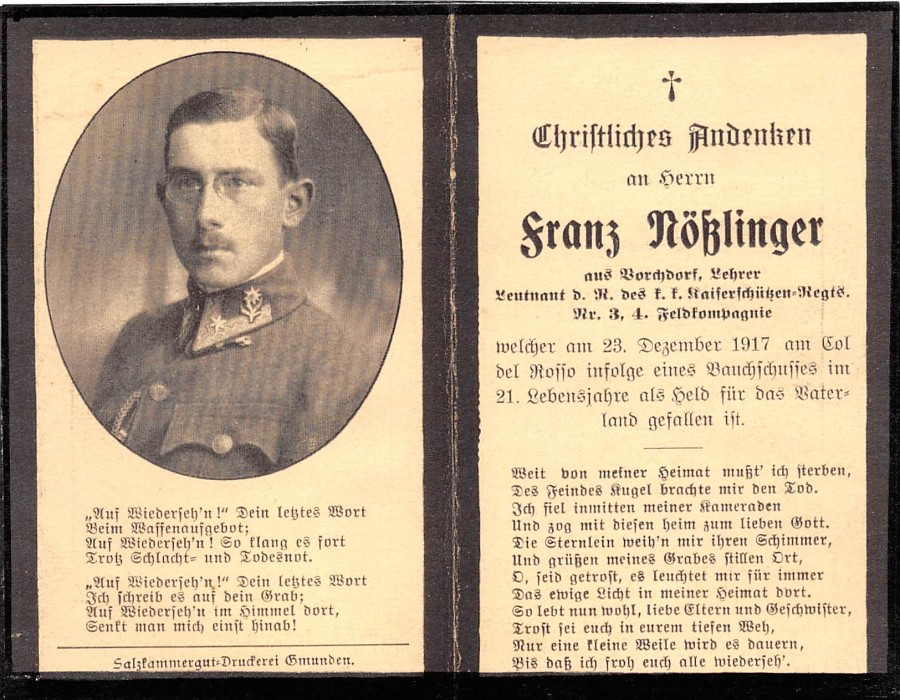 „Auf Wiederseh'n!" Dein letztes Wort
Beim Waffenaufgebot;
Auf Wiederseh'n! So klang es fort
Trotz Schlacht= und Todesnot.
„Auf Wiederseh'n!" Dein letztes Wort
Ich schreib es auf dein Grab;
Auf Wiederseh'n im Himmel dort,
Senkt man mich einst hinab!
Salzkammergut=Druckerei Gmunden.
Christliches Andenken
an Herrn
Franz Nößlinger
aus Vorchdorf, Lehrer
Leutnant d. R. des k. k. Kaiserschützen=Regts.
Nr. 3, 4. Feldkompagnie
welcher am 23. Dezember 1917 am Col
del Rosso infolge eines Bauchschusses im
21. Lebensjahre als Held für das Vater=
land gefallen ist.
Weit von meiner Heimat mußt' ich sterben,
Des Feindes Kugel brachte mir den Tod.
Ich fiel inmitten meiner Kameraden
Und zog mit diesen heim zum lieben Gott.
Die Sternlein weih'n mir ihren Schimmer,
Und grüßen meines Grabes stillen Ort,
O, seid getrost, es leuchtet mir für immer
Das ewige Licht in meiner Heimat dort.
So lebt nun wohl, liebe Eltern und Geschwister,
Trost sei euch in eurem tiefen Weh,
Nur eine kleine Weile wird es dauern,
Bis daß ich froh euch alle wiederseh'.